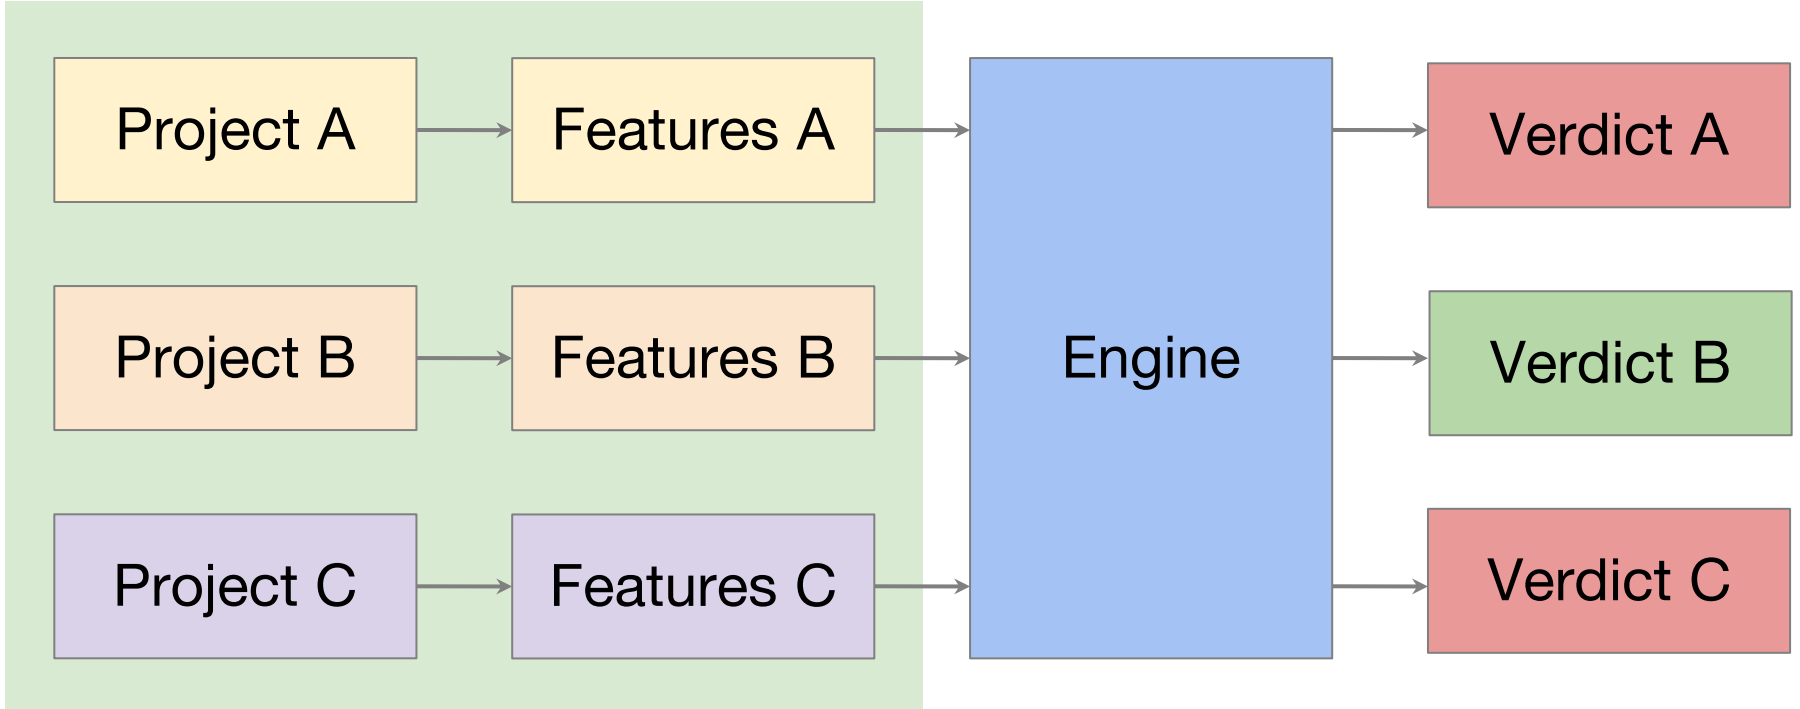 Project A
Features A
Verdict A
Project B
Features B
Engine
Verdict B
Project C
Features C
Verdict C